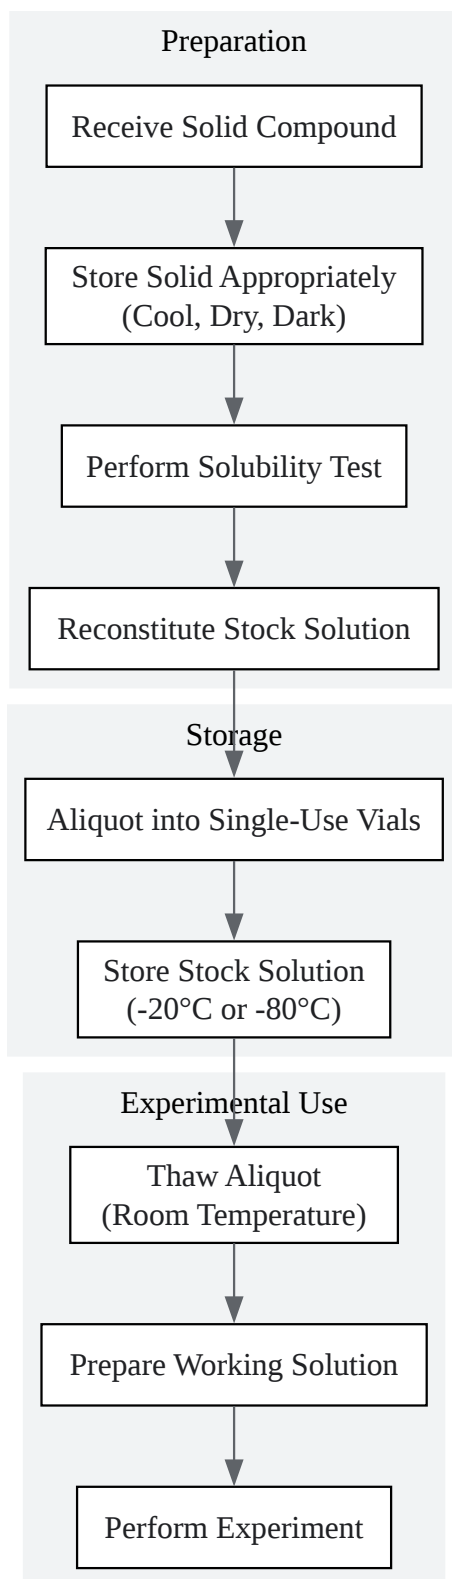 Preparation
Receive Solid Compound
Store Solid Appropriately
(Cool, Dry, Dark)
Perform Solubility Test
Reconstitute Stock Solution
Storage
Aliquot into Single-Use Vials
Store Stock Solution
(-20°C or -80°C)
Experimental Use
Thaw Aliquot
(Room Temperature)
Prepare Working Solution
Perform Experiment